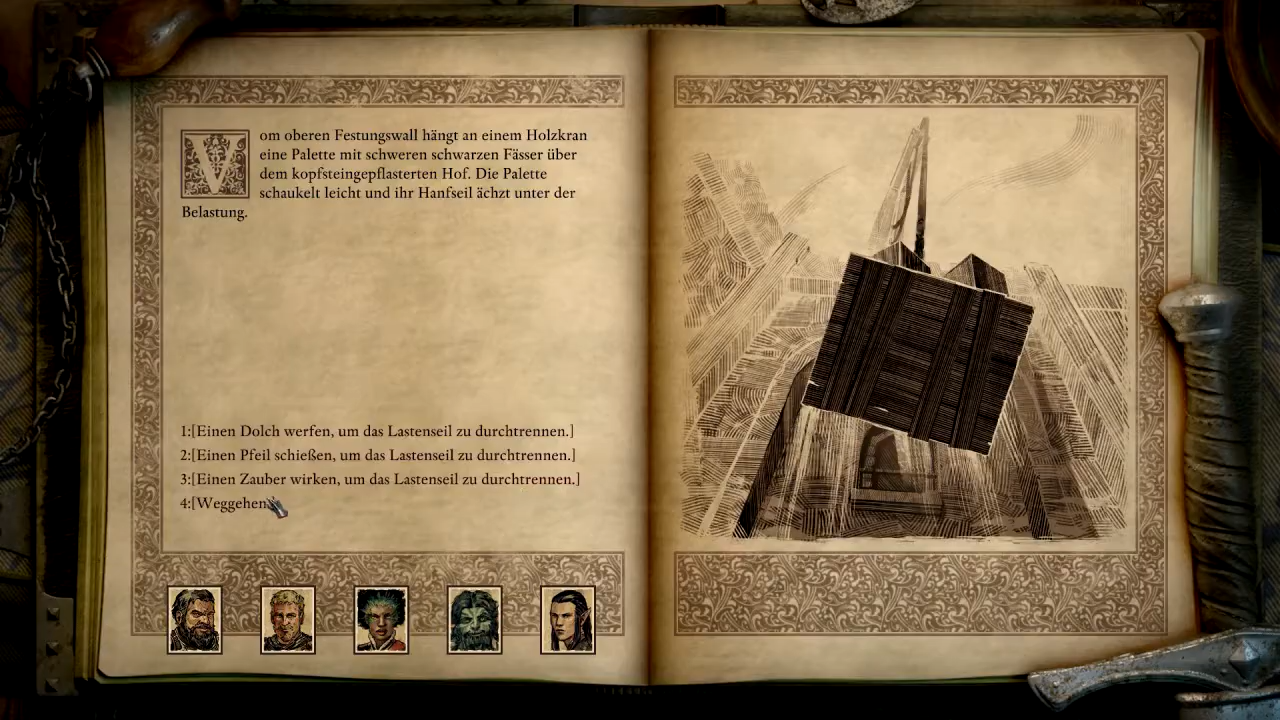 Vom oberen Festungswall hängt an einem Holzkran
eine Palette mit schweren schwarzen Fässer über
dem kopfsteingepflasterten Hof. Die Palette
schaukelt leicht und ihr Hanfseil ächzt unter der
Belastung.
1:[Einen Dolch werfen, um das Lastenseil zu durchtrennen.]
2:[Einen Pfeil schießen, um das Lastenseil zu durchtrennen.]
3:[Einen Zauber wirken, um das Lastenseil zu durchtrennen.]
4:[Weggehen